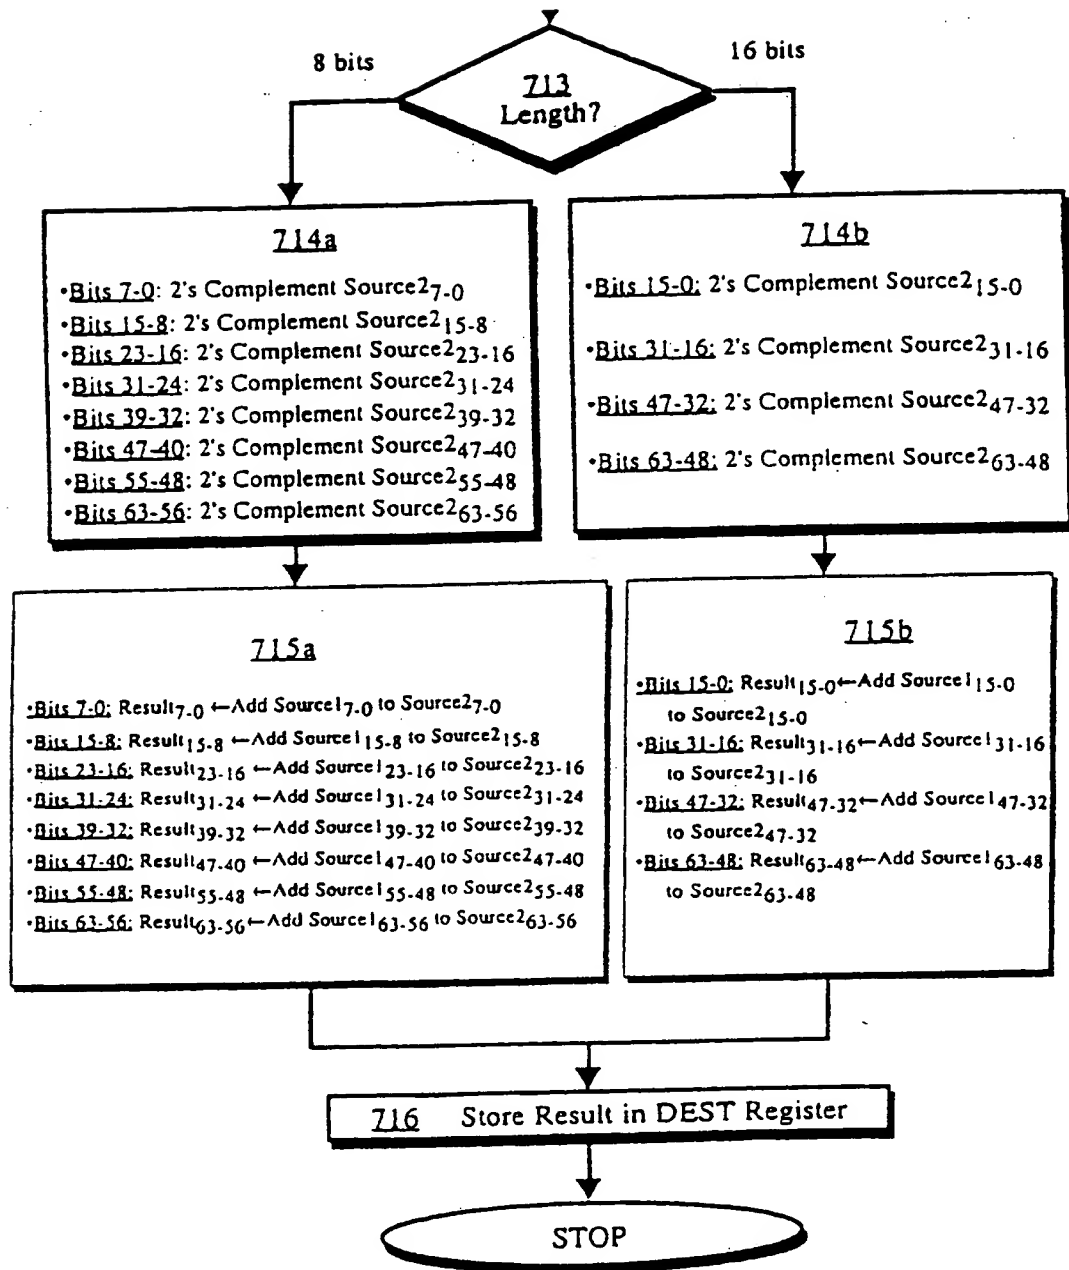 8 bits
16 bits
713
Length?
714a
•Bits 7-0: 2's Complement Source2₇₋₀
•Bits 15-8: 2's Complement Source2₁₅₋₈
•Bits 23-16: 2's Complement Source2₂₃₋₁₆
•Bits 31-24: 2's Complement Source2₃₁₋₂₄
•Bits 39-32: 2's Complement Source2₃₉₋₃₂
•Bits 47-40: 2's Complement Source2₄₇₋₄₀
•Bits 55-48: 2's Complement Source2₅₅₋₄₈
•Bits 63-56: 2's Complement Source2₆₃₋₅₆
714b
•Bits 15-0: 2's Complement Source2₁₅₋₀
•Bits 31-16: 2's Complement Source2₃₁₋₁₆
•Bits 47-32: 2's Complement Source2₄₇₋₃₂
•Bits 63-48: 2's Complement Source2₆₃₋₄₈
715a
•Bits 7-0: Result₇₋₀ ←Add Source1₇₋₀ to Source2₇₋₀
•Bits 15-8: Result₁₅₋₈ ←Add Source1₁₅₋₈ to Source2₁₅₋₈
•Bits 23-16: Result₂₃₋₁₆ ←Add Source1₂₃₋₁₆ to Source2₂₃₋₁₆
•Bits 31-24: Result₃₁₋₂₄ ←Add Source1₃₁₋₂₄ to Source2₃₁₋₂₄
•Bits 39-32: Result₃₉₋₃₂ ←Add Source1₃₉₋₃₂ to Source2₃₉₋₃₂
•Bits 47-40: Result₄₇₋₄₀ ←Add Source1₄₇₋₄₀ to Source2₄₇₋₄₀
•Bits 55-48: Result₅₅₋₄₈ ←Add Source1₅₅₋₄₈ to Source2₅₅₋₄₈
•Bits 63-56: Result₆₃₋₅₆←Add Source1₆₃₋₅₆ to Source2₆₃₋₅₆
715b
•Bits 15-0: Result₁₅₋₀←Add Source1₁₅₋₀
to Source2₁₅₋₀
•Bits 31-16: Result₃₁₋₁₆←Add Source1₃₁₋₁₆
to Source2₃₁₋₁₆
•Bits 47-32: Result₄₇₋₃₂←Add Source1₄₇₋₃₂
to Source2₄₇₋₃₂
•Bits 63-48: Result₆₃₋₄₈←Add Source1₆₃₋₄₈
to Source2₆₃₋₄₈
716 Store Result in DEST Register
STOP